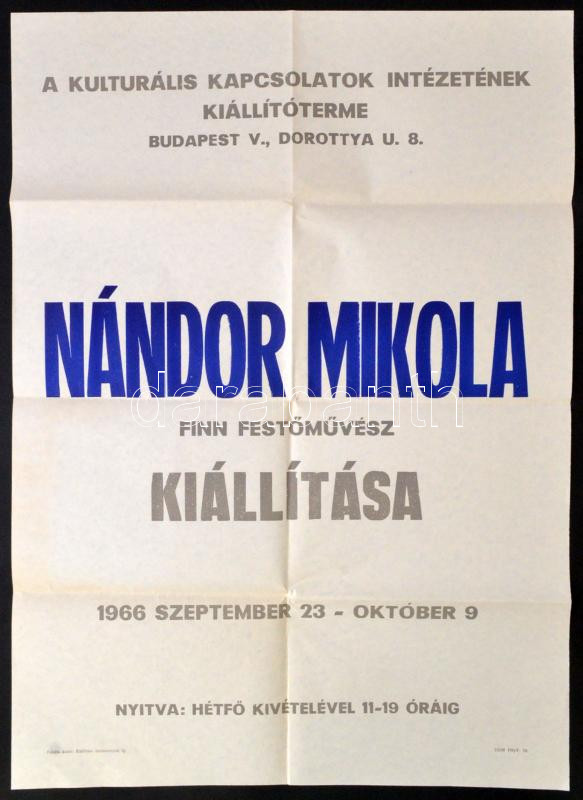 A KULTURÁLIS KAPCSOLATOK INTÉZETÉNEK
KIÁLLÍTÓTERME
BUDAPEST V., DOROTTYA U. 8.
NÁNDOR MIKOLA
darabanth
FINN FESTŐMŰVÉSZ
KIÁLLÍTÁSA
1966 SZEPTEMBER 23 - OKTÓBER 9
NYITVA: HÉTFŐ KIVÉTELÉVEL 11-19 ÓRÁIG